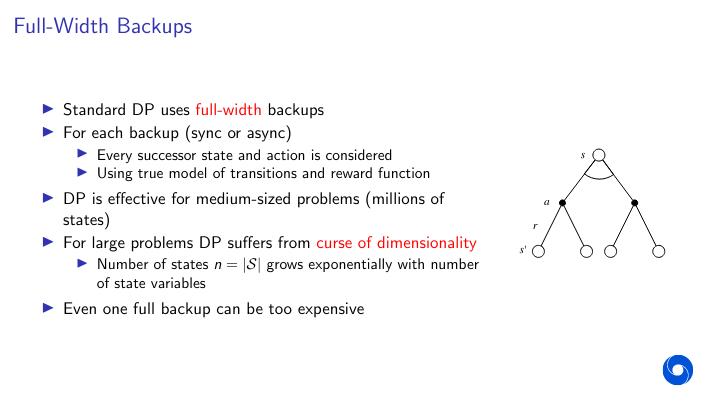 Full-Width Backups
Standard DP uses full-width backups
For each backup (sync or async)
Every successor state and action is considered
Using true model of transitions and reward function
DP is effective for medium-sized problems (millions of
states)
For large problems DP suffers from curse of dimensionality
Number of states n = |𝒮| grows exponentially with number
of state variables
Even one full backup can be too expensive
s
a
r
s'